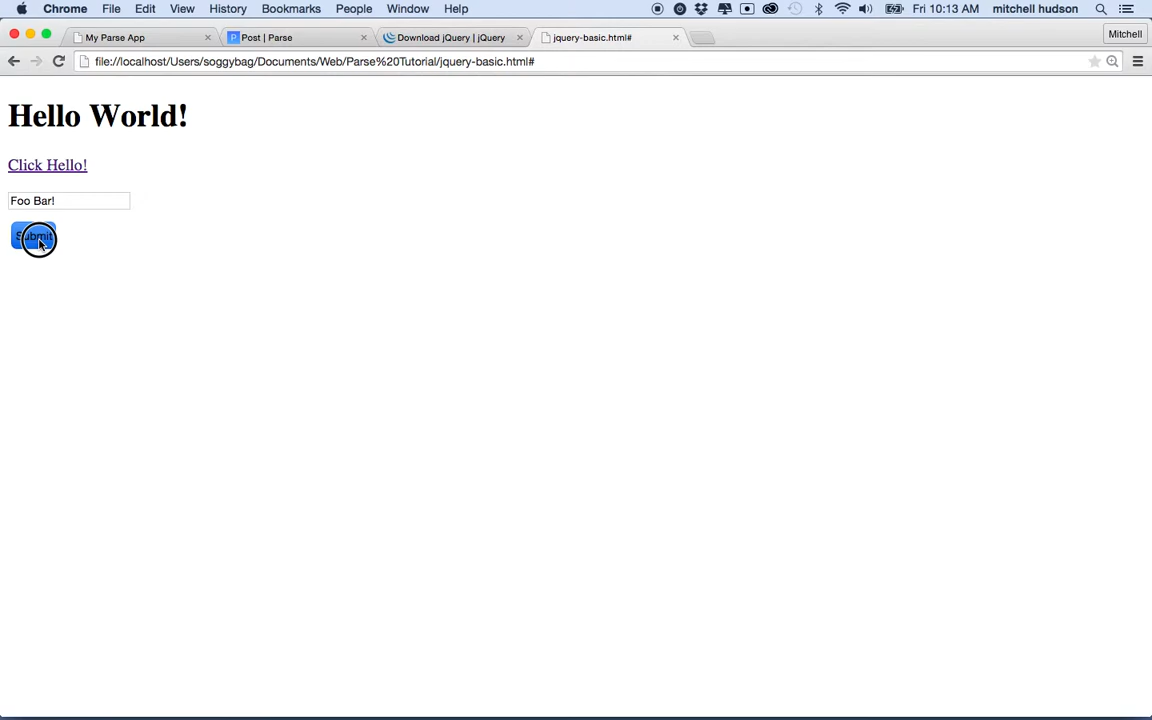 Chrome File Edit View History Bookmarks People Window Help Fri 10:13 AM mitchell hudson
My Parse App Post | Parse Download jQuery | jQuery jquery-basic.html# Mitchell
file://localhost/Users/soggybag/Documents/Web/Parse%20Tutorial/jquery-basic.html#
Hello World!
Click Hello!
Foo Bar!
Submit